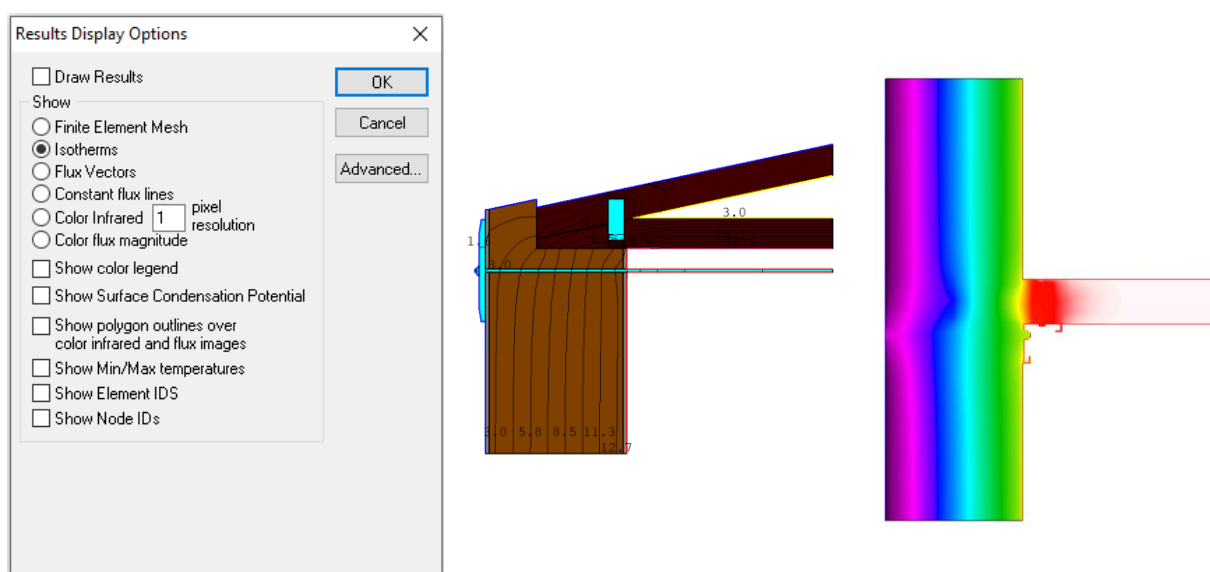 Results Display Options
Draw Results
Show
Finite Element Mesh
Isotherms
Flux Vectors
Constant flux lines
Color Infrared 1 pixel resolution
Color flux magnitude
Show color legend
Show Surface Condensation Potential
Show polygon outlines over
color infrared and flux images
Show Min/Max temperatures
Show Element IDS
Show Node IDs
OK
Cancel
Advanced...
3.0
3.0
3.0 5.8 8.5 11.3
12.7